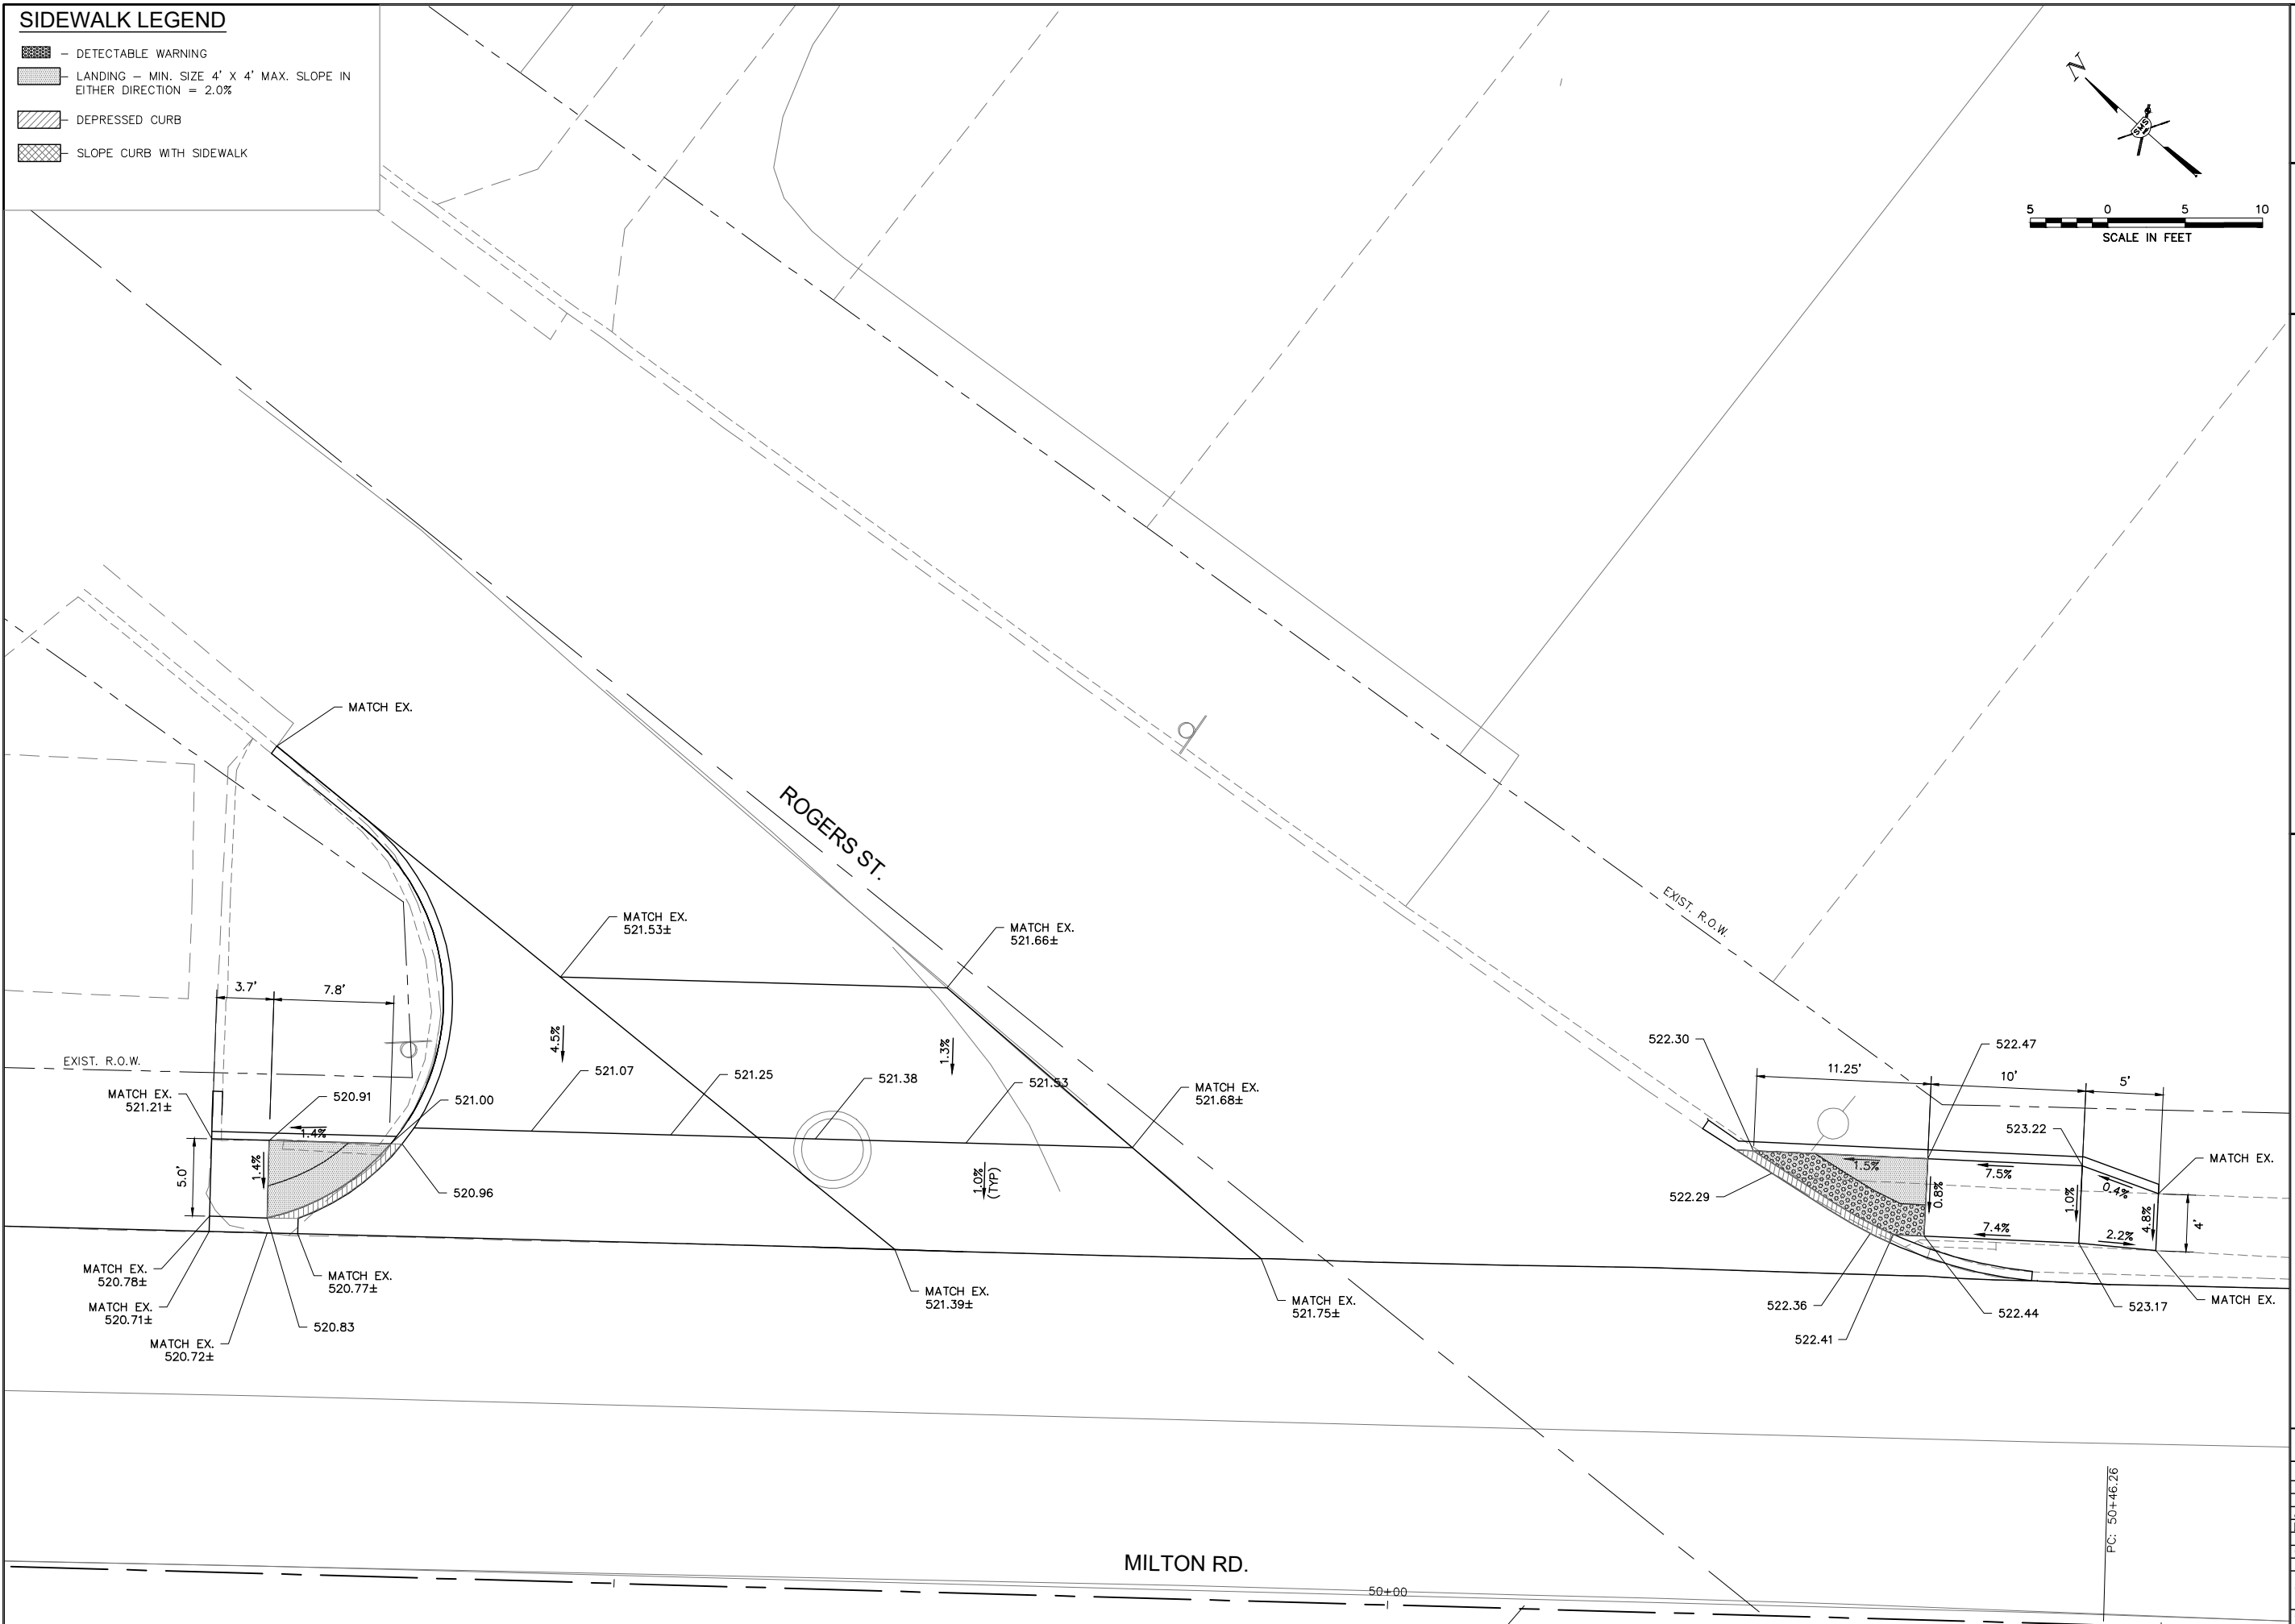 SIDEWALK LEGEND
- DETECTABLE WARNING
- LANDING - MIN. SIZE 4' X 4' MAX. SLOPE IN
EITHER DIRECTION = 2.0%
- DEPRESSED CURB
- SLOPE CURB WITH SIDEWALK
N
SMS
5 0 5 10
SCALE IN FEET
MATCH EX.
ROGERS ST.
EXIST. R.O.W.
MATCH EX.
521.53±
MATCH EX.
521.66±
3.7'
7.8'
4.5%
1.3%
EXIST. R.O.W.
MATCH EX.
521.21±
520.91
521.00
521.07
521.25
521.38
521.53
MATCH EX.
521.68±
1.4%
1.4%
5.0'
520.96
1.0%
(TYP)
MATCH EX.
520.78±
MATCH EX.
520.71±
MATCH EX.
520.72±
520.83
MATCH EX.
520.77±
MATCH EX.
521.39±
MATCH EX.
521.75±
522.30
522.47
11.25'
10'
5'
523.22
MATCH EX.
1.5%
7.5%
0.4%
522.29
0.8%
1.0%
4.8%
4'
7.4%
2.2%
522.36
522.41
522.44
523.17
MATCH EX.
PC: 50+46.26
MILTON RD.
50+00